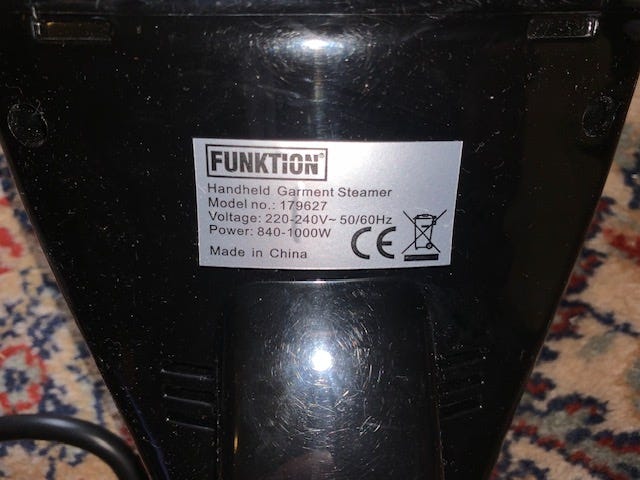 FUNKTION®
Handheld Garment Steamer
Model no.: 179627
Voltage: 220-240V~ 50/60Hz
Power: 840-1000W
Made in China
CE